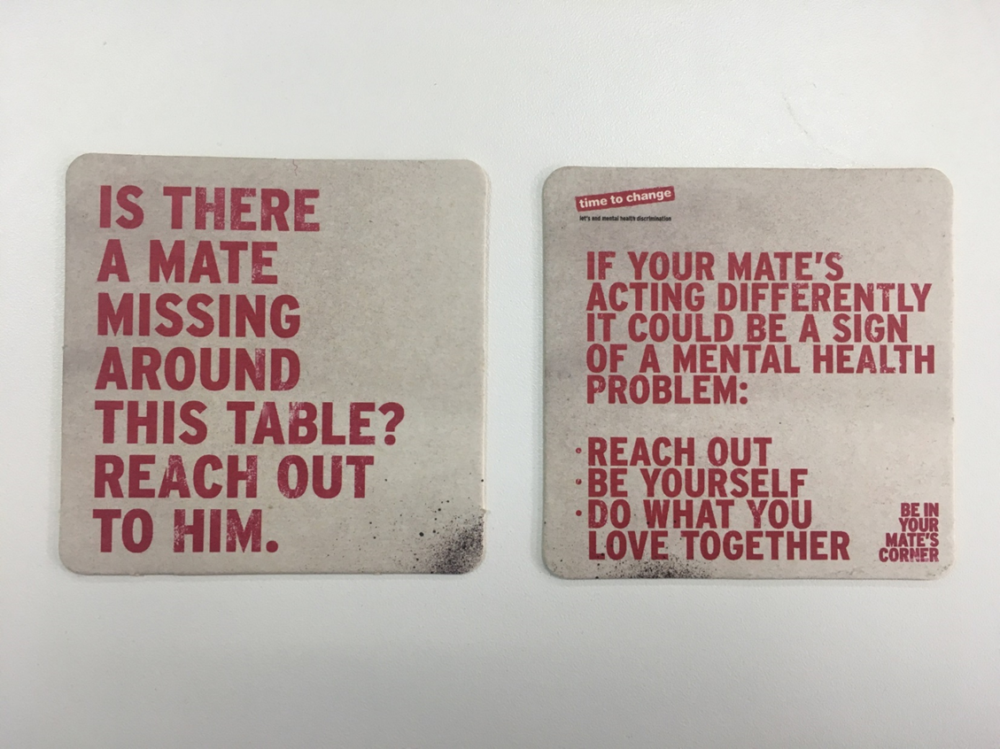 IS THERE
A MATE
MISSING
AROUND
THIS TABLE?
REACH OUT
TO HIM.
time to change
let's end mental health discrimination
IF YOUR MATE'S
ACTING DIFFERENTLY
IT COULD BE A SIGN
OF A MENTAL HEALTH
PROBLEM:
• REACH OUT
• BE YOURSELF
• DO WHAT YOU
LOVE TOGETHER
BE IN
YOUR
MATE'S
CORNER